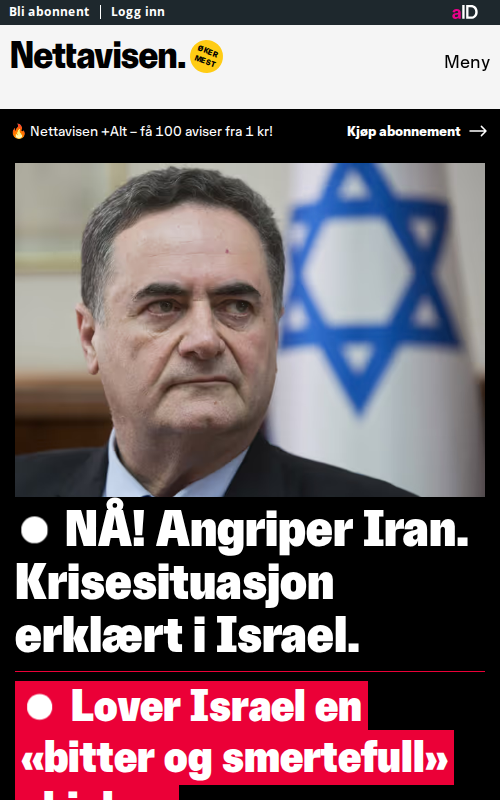 Bli abonnent | Logg inn
aID
Nettavisen.
ØKER
MEST
Meny
Nettavisen +Alt – få 100 aviser fra 1 kr!
Kjøp abonnement →
NÅ! Angriper Iran.
Krisesituasjon
erklært i Israel.
Lover Israel en
«bitter og smertefull»